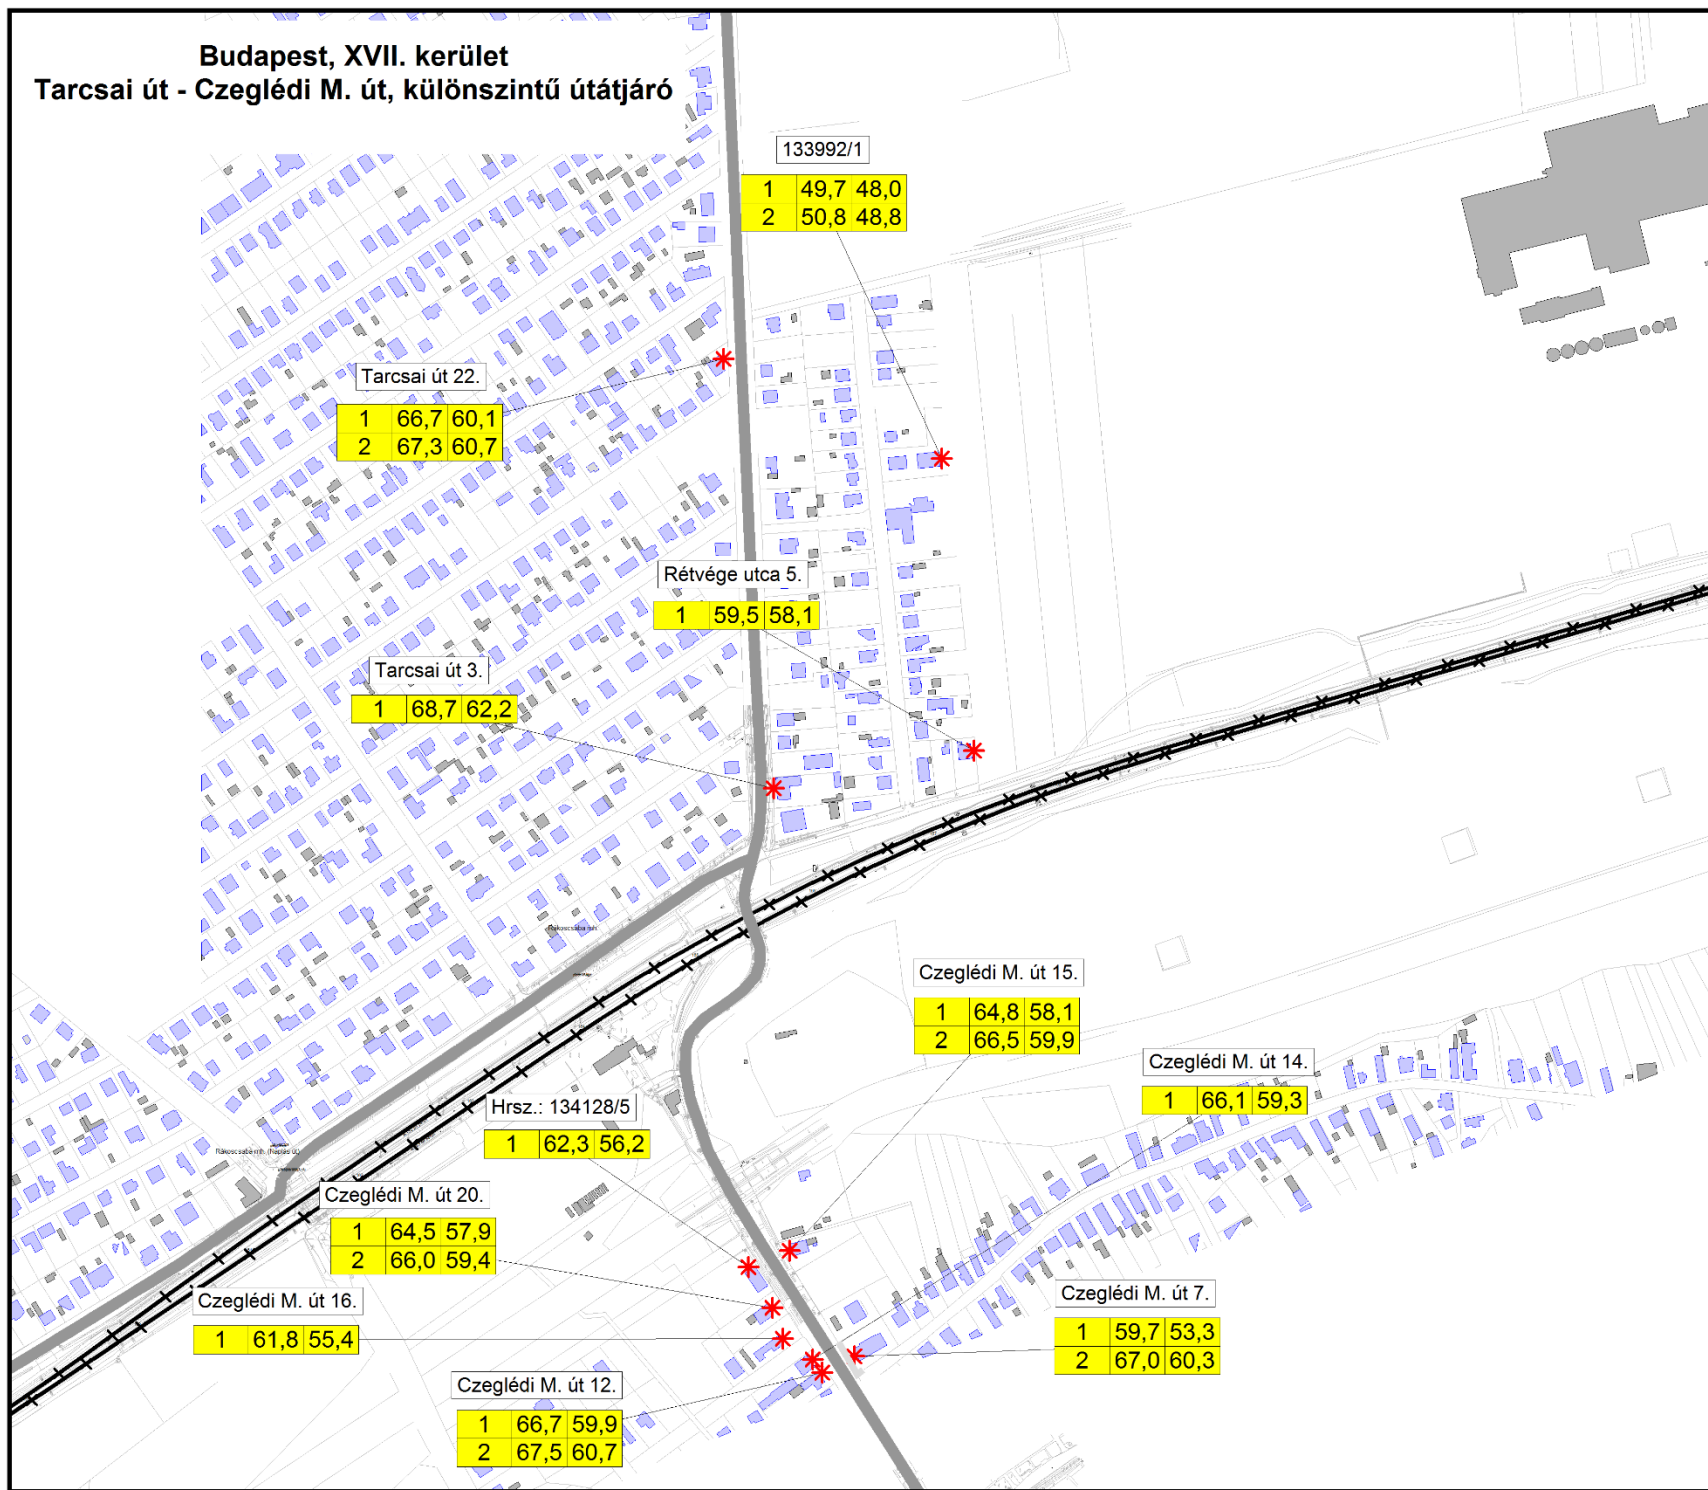 Budapest, XVII. kerület
Tarcsai út - Czeglédi M. út, különszintű útátjáró
133992/1
1 49,7 48,0
2 50,8 48,8
Tarcsai út 22.
1 66,7 60,1
2 67,3 60,7
Rétvége utca 5.
1 59,5 58,1
Tarcsai út 3.
1 68,7 62,2
Rákoscsaba mh.
Czeglédi M. út 15.
1 64,8 58,1
2 66,5 59,9
Czeglédi M. út 14.
1 66,1 59,3
Hrsz.: 134128/5
1 62,3 56,2
Rákoscsaba mh. (Naplás út)
Czeglédi M. út 20.
1 64,5 57,9
2 66,0 59,4
Czeglédi M. út 16.
1 61,8 55,4
Czeglédi M. út 7.
1 59,7 53,3
2 67,0 60,3
Czeglédi M. út 12.
1 66,7 59,9
2 67,5 60,7